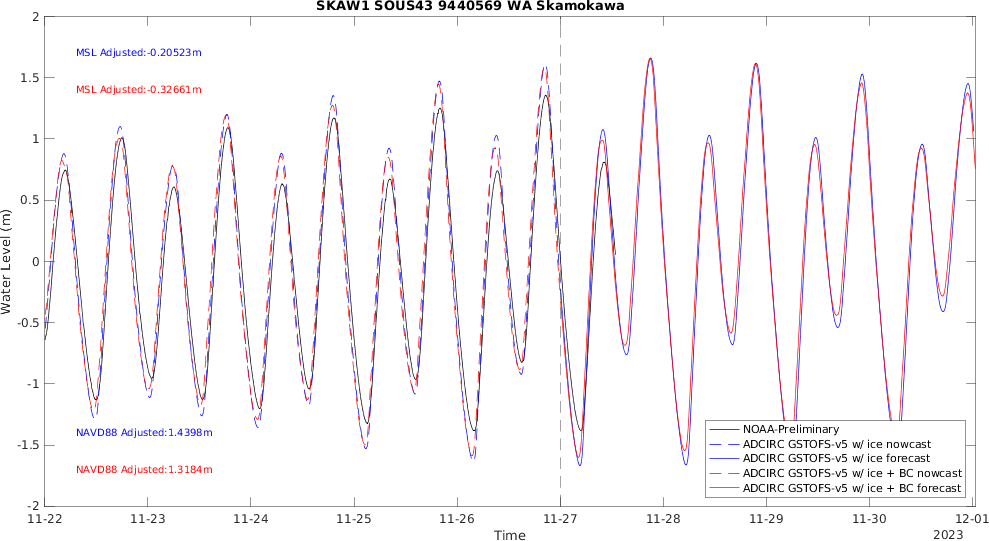 SKAW1 SOUS43 9440569 WA Skamokawa
2
1.5
1
0.5
0
-0.5
-1
-1.5
-2
Water Level (m)
MSL Adjusted:-0.20523m
MSL Adjusted:-0.32661m
NAVD88 Adjusted:1.4398m
NAVD88 Adjusted:1.3184m
NOAA-Preliminary
ADCIRC GSTOFS-v5 w/ ice nowcast
ADCIRC GSTOFS-v5 w/ ice forecast
ADCIRC GSTOFS-v5 w/ ice + BC nowcast
ADCIRC GSTOFS-v5 w/ ice + BC forecast
11-22 11-23 11-24 11-25 11-26 11-27 11-28 11-29 11-30 12-01
Time
2023